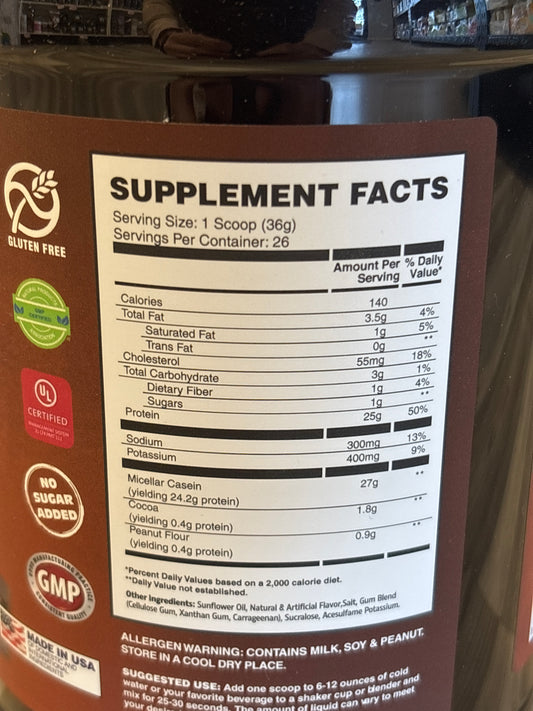 SUPPLEMENT FACTS
Serving Size: 1 Scoop (36g)
Servings Per Container: 26
Amount Per Serving % Daily Value*
Calories 140
Total Fat 3.5g 4%
Saturated Fat 1g 5%
Trans Fat 0g **
Cholesterol 55mg 18%
Total Carbohydrate 3g 1%
Dietary Fiber 1g 4%
Sugars 1g **
Protein 25g 50%
Sodium 300mg 13%
Potassium 400mg 9%
Micellar Casein 27g **
(yielding 24.2g protein)
Cocoa 1.8g **
(yielding 0.4g protein)
Peanut Flour 0.9g **
(yielding 0.4g protein)
*Percent Daily Values based on a 2,000 calorie diet.
**Daily Value not established.
Other Ingredients: Sunflower Oil, Natural & Artificial Flavor,Salt, Gum Blend
(Cellulose Gum, Xanthan Gum, Carrageenan), Sucralose, Acesulfame Potassium.
ALLERGEN WARNING: CONTAINS MILK, SOY & PEANUT.
STORE IN A COOL DRY PLACE.
SUGGESTED USE: Add one scoop to 6-12 ounces of cold
water or your favorite beverage to a shaker cup or blender and
mix for 25-30 seconds. The amount of liquid can vary to meet
GLUTEN FREE
UL
CERTIFIED
NO
SUGAR
ADDED
GMP
MADE IN USA